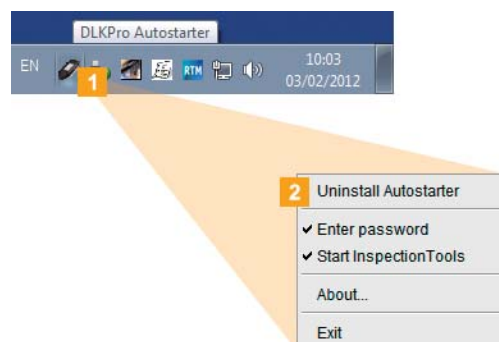 DLKPro Autostarter
EN RTM 10:03
03/02/2012
1
2 Uninstall Autostarter
✓ Enter password
✓ Start InspectionTools
About...
Exit